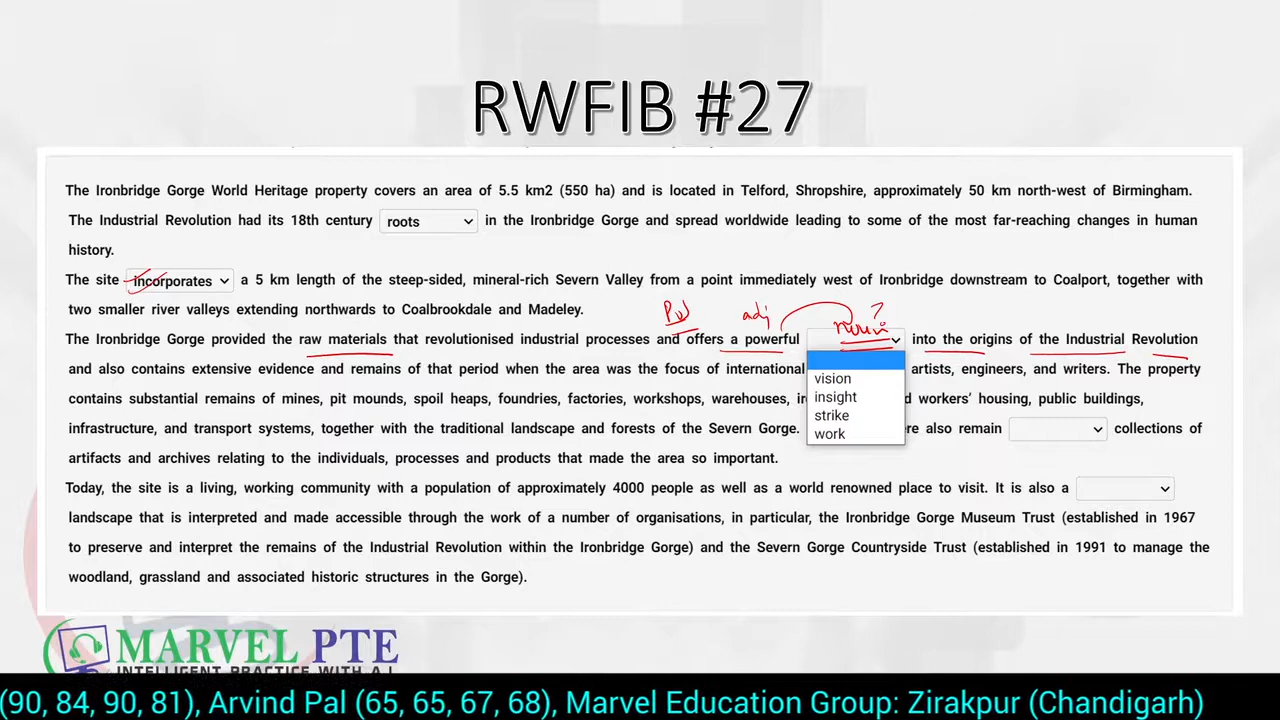 RWFIB #27
The Ironbridge Gorge World Heritage property covers an area of 5.5 km2 (550 ha) and is located in Telford, Shropshire, approximately 50 km north-west of Birmingham.
The Industrial Revolution had its 18th century roots in the Ironbridge Gorge and spread worldwide leading to some of the most far-reaching changes in human
history.
The site incorporates a 5 km length of the steep-sided, mineral-rich Severn Valley from a point immediately west of Ironbridge downstream to Coalport, together with
two smaller river valleys extending northwards to Coalbrookdale and Madeley.
adj noun ?
The Ironbridge Gorge provided the raw materials that revolutionised industrial processes and offers a powerful into the origins of the Industrial Revolution
and also contains extensive evidence and remains of that period when the area was the focus of international artists, engineers, and writers. The property
vision
contains substantial remains of mines, pit mounds, spoil heaps, foundries, factories, workshops, warehouses, workers’ housing, public buildings,
insight
strike
infrastructure, and transport systems, together with the traditional landscape and forests of the Severn Gorge. also remain collections of
work
artifacts and archives relating to the individuals, processes and products that made the area so important.
Today, the site is a living, working community with a population of approximately 4000 people as well as a world renowned place to visit. It is also a
landscape that is interpreted and made accessible through the work of a number of organisations, in particular, the Ironbridge Gorge Museum Trust (established in 1967
to preserve and interpret the remains of the Industrial Revolution within the Ironbridge Gorge) and the Severn Gorge Countryside Trust (established in 1991 to manage the
woodland, grassland and associated historic structures in the Gorge).
MARVEL PTE
INTELLIGENT PRACTICE WITH A.I
(90, 84, 90, 81), Arvind Pal (65, 65, 67, 68), Marvel Education Group: Zirakpur (Chandigarh)